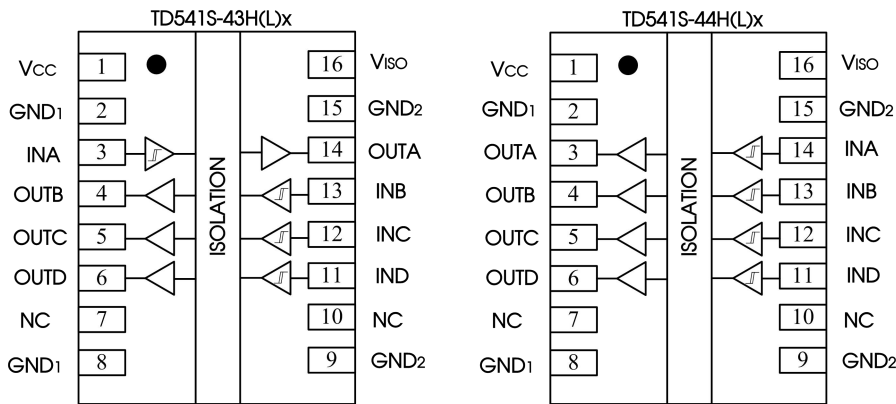 TD541S-43H(L)x
VCC 1 16 VISO
GND1 2 15 GND2
INA 3 14 OUTA
OUTB 4 13 INB
OUTC 5 12 INC
OUTD 6 11 IND
NC 7 10 NC
GND1 8 9 GND2
ISOLATION
TD541S-44H(L)x
VCC 1 16 VISO
GND1 2 15 GND2
OUTA 3 14 INA
OUTB 4 13 INB
OUTC 5 12 INC
OUTD 6 11 IND
NC 7 10 NC
GND1 8 9 GND2
ISOLATION